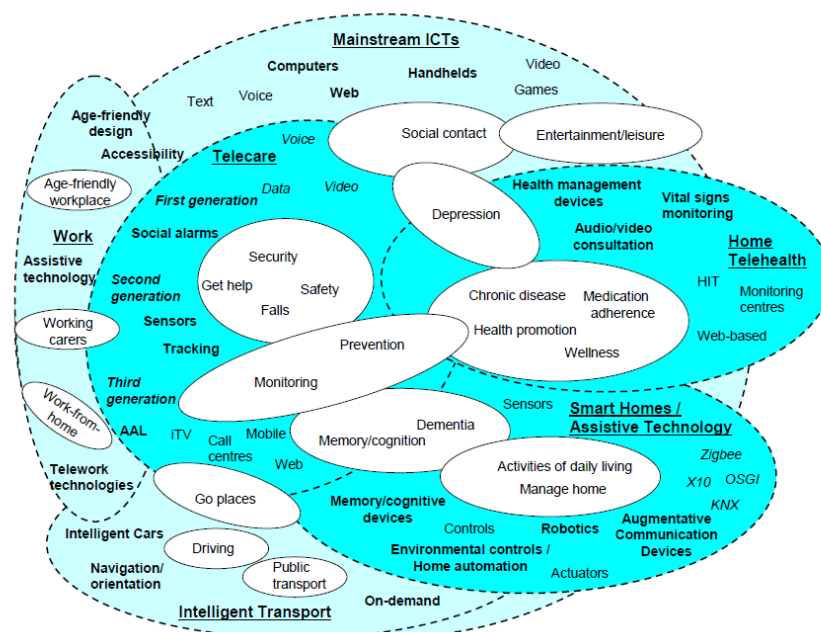 Mainstream ICTs
Computers
Handhelds
Video
Text
Voice
Web
Games
Age-friendly
design
Accessibility
Social contact
Entertainment/leisure
Telecare
Voice
Data
Video
First generation
Age-friendly
workplace
Work
Social alarms
Depression
Health management
devices
Vital signs
monitoring
Audio/video
consultation
Home
Telehealth
Assistive
technology
Second
generation
Security
Get help
Safety
Falls
Chronic disease
Medication
adherence
Health promotion
Wellness
HIT
Monitoring
centres
Web-based
Working
carers
Sensors
Tracking
Prevention
Monitoring
Third
generation
Work-from-
home
AAL
iTV
Call
centres
Mobile
Web
Dementia
Memory/cognition
Sensors
Smart Homes /
Assistive Technology
Activities of daily living
Manage home
Zigbee
X10
OSGI
KNX
Telework
technologies
Go places
Memory/cognitive
devices
Controls
Robotics
Augmentative
Communication
Devices
Environmental controls /
Home automation
Actuators
Intelligent Cars
Driving
Navigation/
orientation
Public
transport
On-demand
Intelligent Transport